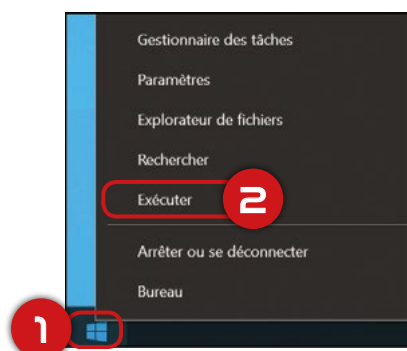 Gestionnaire des tâches
Paramètres
Explorateur de fichiers
Rechercher
Exécuter 2
Arrêter ou se déconnecter
Bureau
1